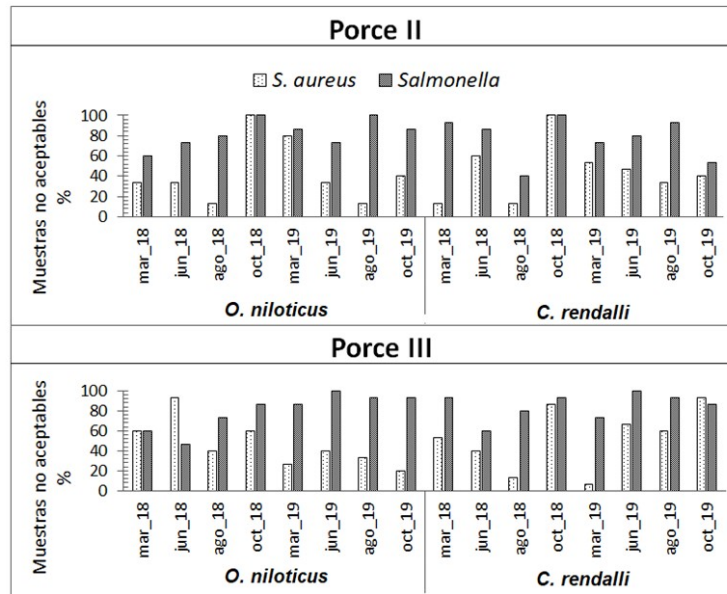 Porce II
S. aureus Salmonella
Muestras no aceptables
%
100
80
60
40
20
0
mar_18 jun_18 ago_18 oct_18 mar_19 jun_19 ago_19 oct_19 mar_18 jun_18 ago_18 oct_18 mar_19 jun_19 ago_19 oct_19
O. niloticus C. rendalli
Porce III
Muestras no aceptables
%
100
80
60
40
20
0
mar_18 jun_18 ago_18 oct_18 mar_19 jun_19 ago_19 oct_19 mar_18 jun_18 ago_18 oct_18 mar_19 jun_19 ago_19 oct_19
O. niloticus C. rendalli